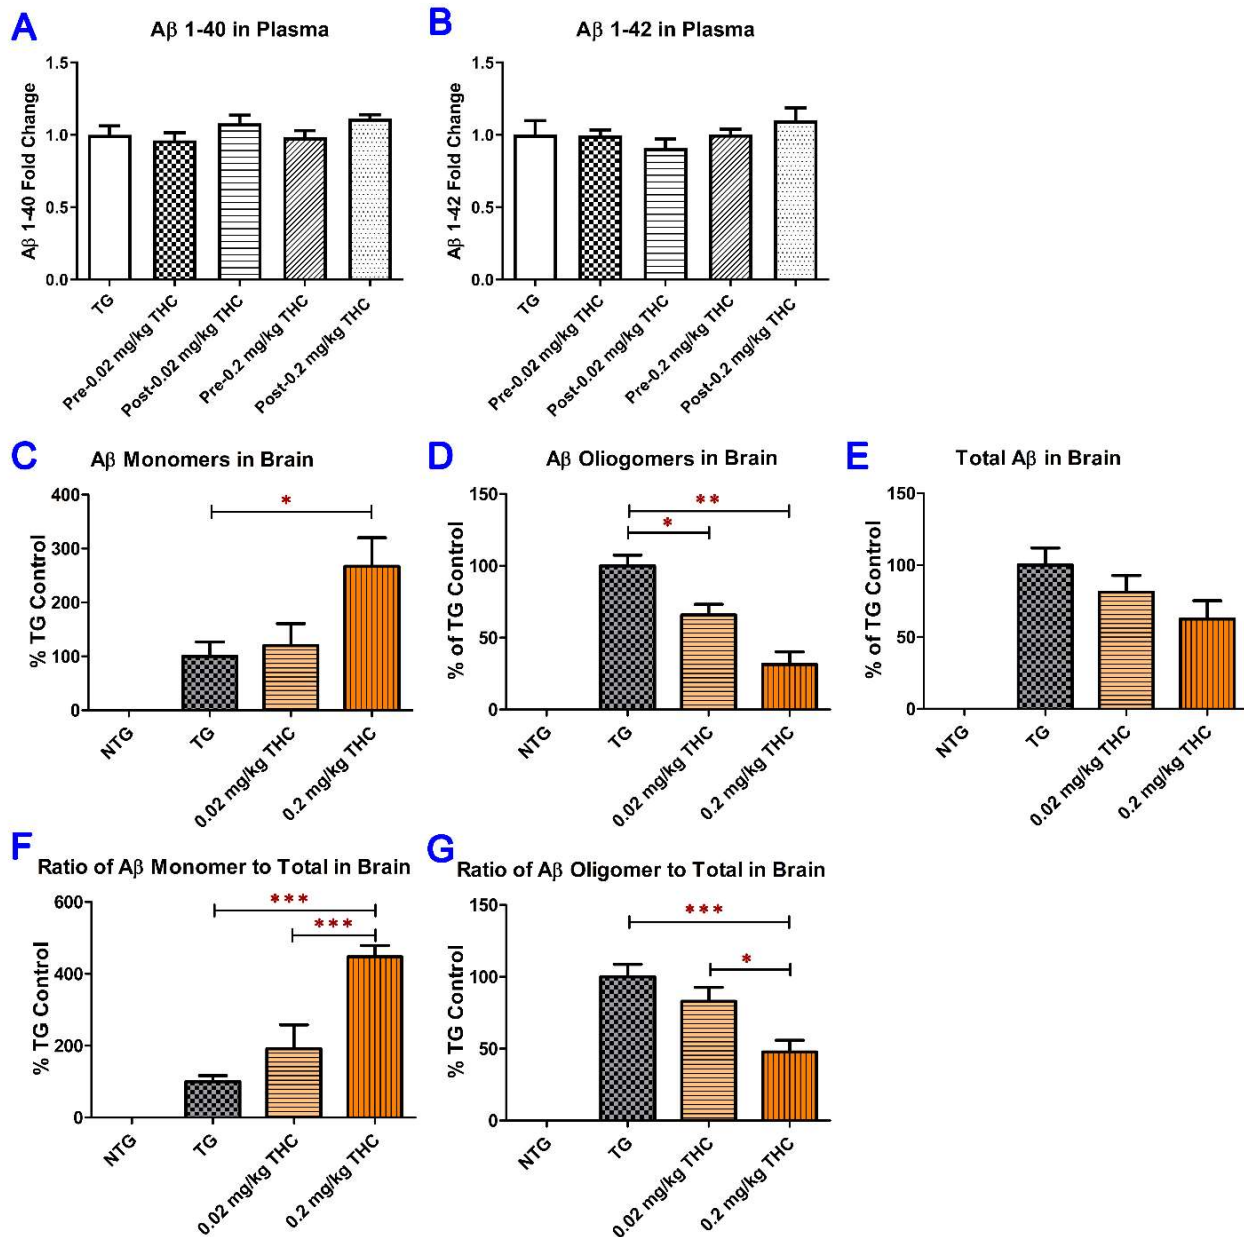 A
Aβ 1-40 in Plasma
Aβ 1-40 Fold Change
1.5
1.0
0.5
0.0
TG
Pre-0.02 mg/kg THC
Post-0.02 mg/kg THC
Pre-0.2 mg/kg THC
Post-0.2 mg/kg THC
B
Aβ 1-42 in Plasma
Aβ 1-42 Fold Change
1.5
1.0
0.5
0.0
TG
Pre-0.02 mg/kg THC
Post-0.02 mg/kg THC
Pre-0.2 mg/kg THC
Post-0.2 mg/kg THC
C
Aβ Monomers in Brain
% TG Control
400
300
200
100
0
*
NTG
TG
0.02 mg/kg THC
0.2 mg/kg THC
D
Aβ Oliogomers in Brain
% of TG Control
150
100
50
0
**
*
NTG
TG
0.02 mg/kg THC
0.2 mg/kg THC
E
Total Aβ in Brain
% of TG Control
150
100
50
0
NTG
TG
0.02 mg/kg THC
0.2 mg/kg THC
F
Ratio of Aβ Monomer to Total in Brain
% TG Control
600
400
200
0
***
***
NTG
TG
0.02 mg/kg THC
0.2 mg/kg THC
G
Ratio of Aβ Oligomer to Total in Brain
% TG Control
150
100
50
0
***
*
NTG
TG
0.02 mg/kg THC
0.2 mg/kg THC